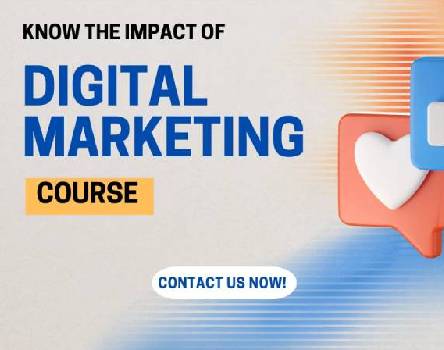 KNOW THE IMPACT OF
DIGITAL
MARKETING
COURSE
CONTACT US NOW!